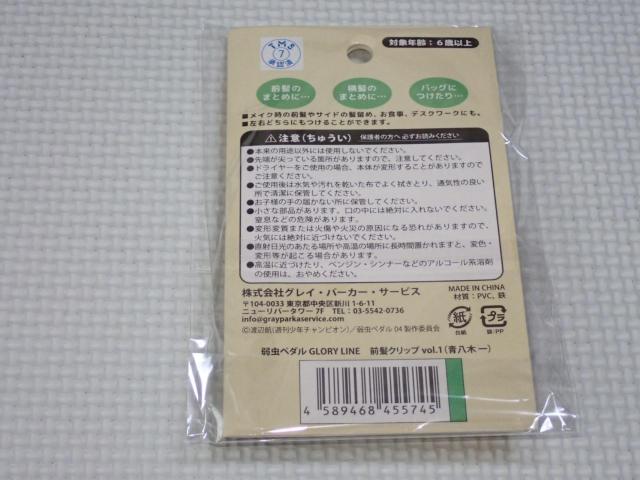 TMS
7
承認済
対象年齢:6歳以上
前髪の
まとめに…
横髪の
まとめに…
バッグに
つけたり…
■メイク時の前髪やサイドの髪留め、お食事、デスクワークにも。
■左右どちらにもつけることができます。
注意(ちゅうい) 保護者の方へ 必ずお読みください
●本来の用途以外には使用しないでください。
●先端が尖っている箇所がありますので、注意してください。
●ドライヤーをご使用の場合、本体が変形することがありますので
ご注意ください。
●ご使用後は水気や汚れを乾いた布でよく拭きとり、通気性の良い
所で清潔に保管してください。
●お子様の手の届かない所に保管してください。
●小さな部品があります。口の中には絶対に入れないでください。
窒息などの危険があります。
●変形変質または火傷や火災の原因になる恐れがありますので、
火気には絶対に近づけないでください。
●直射日光のあたる場所や高温の場所に長時間置かれますと、変色・
変形等が起こる場合があります。
●高温に近づけたり、ベンジン・シンナーなどのアルコール系溶剤
の使用は、おやめください。
株式会社グレイ・パーカー・サービス
〒104-0033 東京都中央区新川 1-6-11
ニューリバータワー 7F TEL 03-5542-0736
info@grayparkaservice.com
MADE IN CHINA
材質:PVC, 鉄
紙
台紙
プラ
袋:PP
©渡辺航(週刊少年チャンピオン)/弱虫ペダル 04 製作委員会
弱虫ペダル GLORY LINE 前髪クリップ vol.1(青八木一)
4 589468 455745